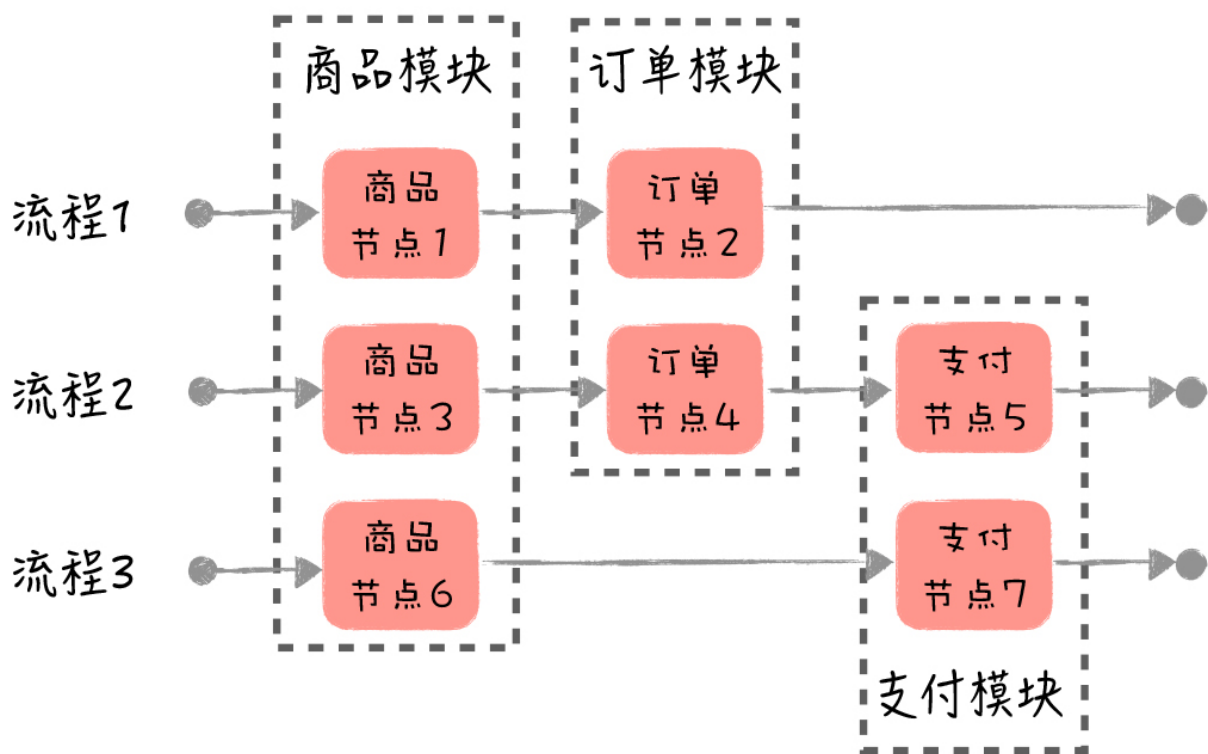 商品模块
订单模块
流程1
商品
节点1
订单
节点2
流程2
商品
节点3
订单
节点4
支付
节点5
流程3
商品
节点6
支付
节点7
支付模块